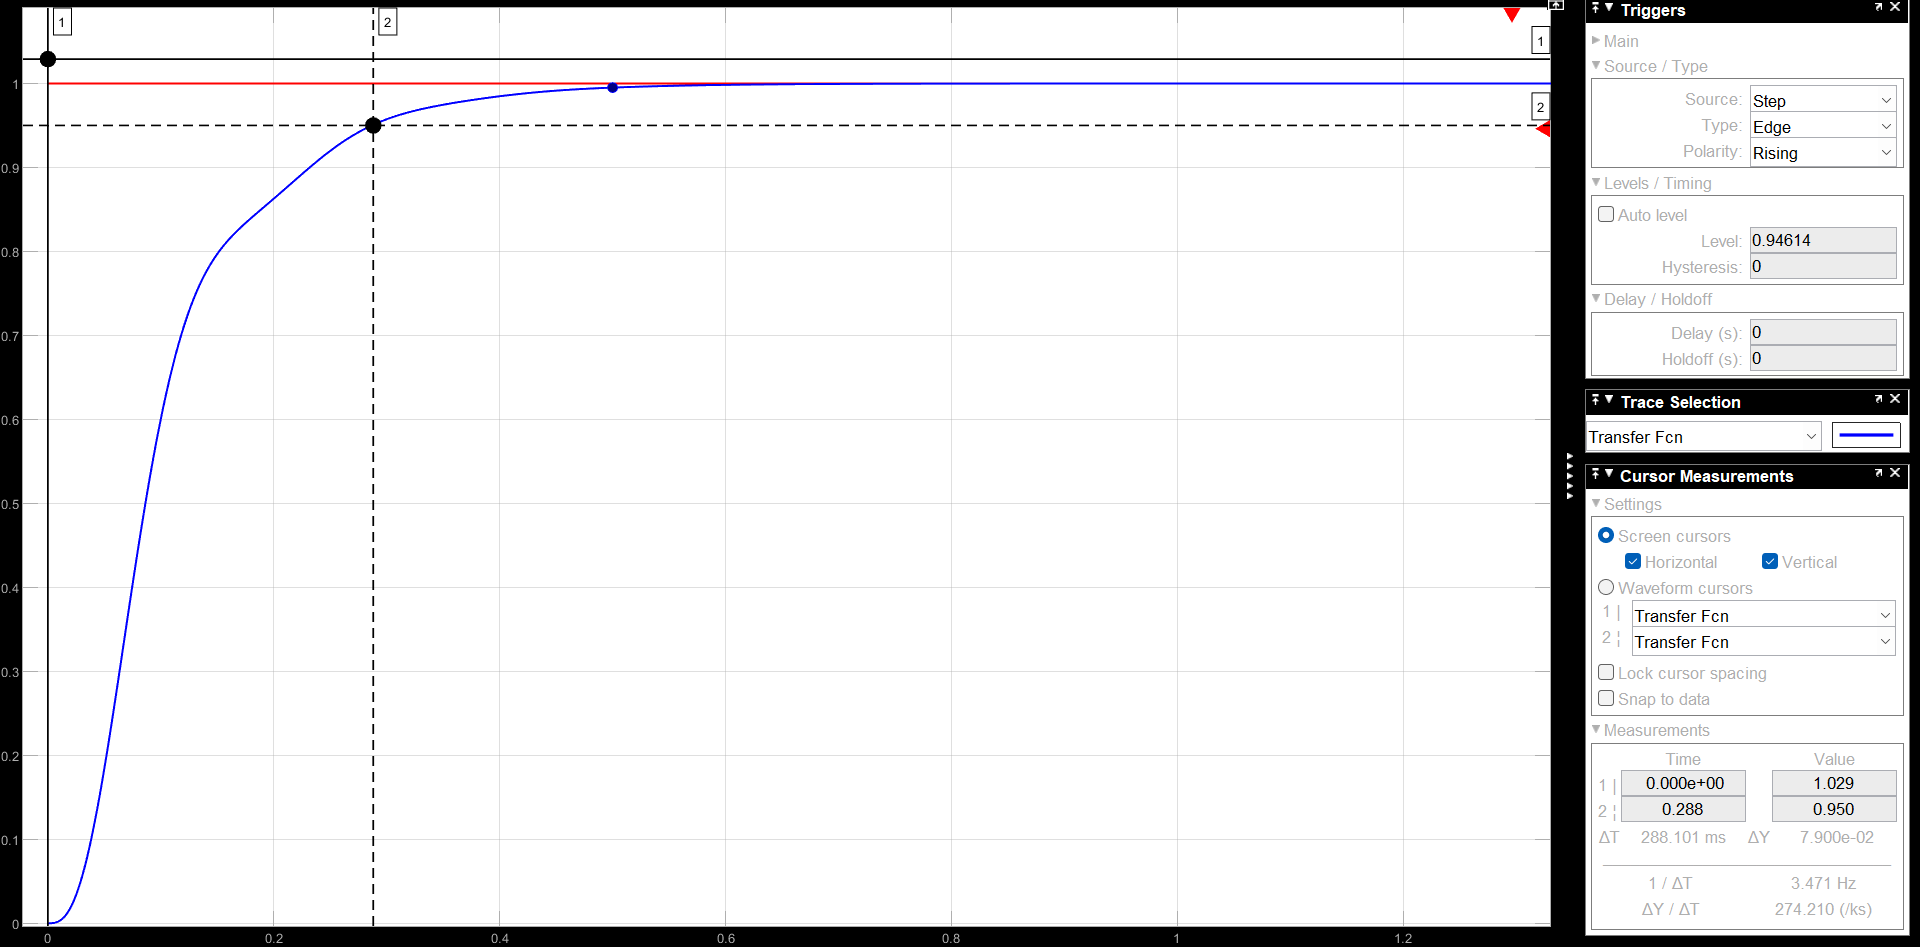 1
2
1
2
1
0.9
0.8
0.7
0.6
0.5
0.4
0.3
0.2
0.1
0
0 0.2 0.4 0.6 0.8 1 1.2
Triggers
Main
Source / Type
Source: Step
Type: Edge
Polarity: Rising
Levels / Timing
Auto level
Level: 0.94614
Hysteresis: 0
Delay / Holdoff
Delay (s): 0
Holdoff (s): 0
Trace Selection
Transfer Fcn
Cursor Measurements
Settings
Screen cursors
Horizontal Vertical
Waveform cursors
1 | Transfer Fcn
2 ¦ Transfer Fcn
Lock cursor spacing
Snap to data
Measurements
Time Value
1 | 0.000e+00 1.029
2 ¦ 0.288 0.950
ΔT 288.101 ms ΔY 7.900e-02
1 / ΔT 3.471 Hz
ΔY / ΔT 274.210 (/ks)